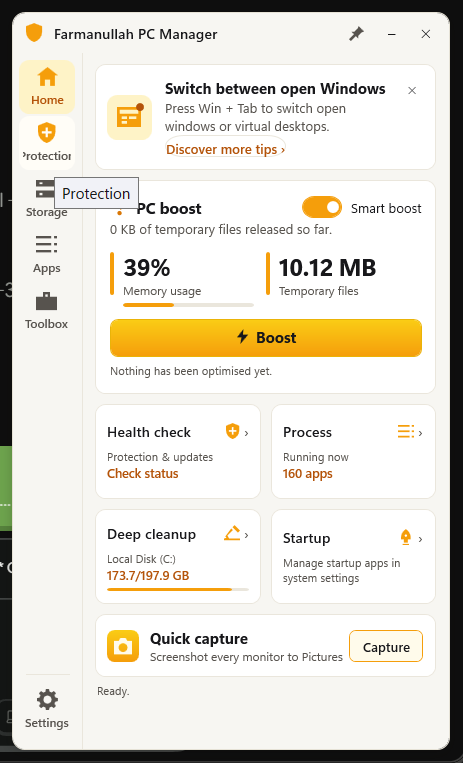 Farmanullah PC Manager
Home
Protection
Protection
Storage
Apps
Toolbox
Settings
Switch between open Windows
Press Win + Tab to switch open
windows or virtual desktops.
Discover more tips ›
PC boost
Smart boost
0 KB of temporary files released so far.
39%
10.12 MB
Memory usage
Temporary files
Boost
Nothing has been optimised yet.
Health check
Protection & updates
Check status
Process
Running now
160 apps
Deep cleanup
Local Disk (C:)
173.7/197.9 GB
Startup
Manage startup apps in
system settings
Quick capture
Screenshot every monitor to Pictures
Capture
Ready.